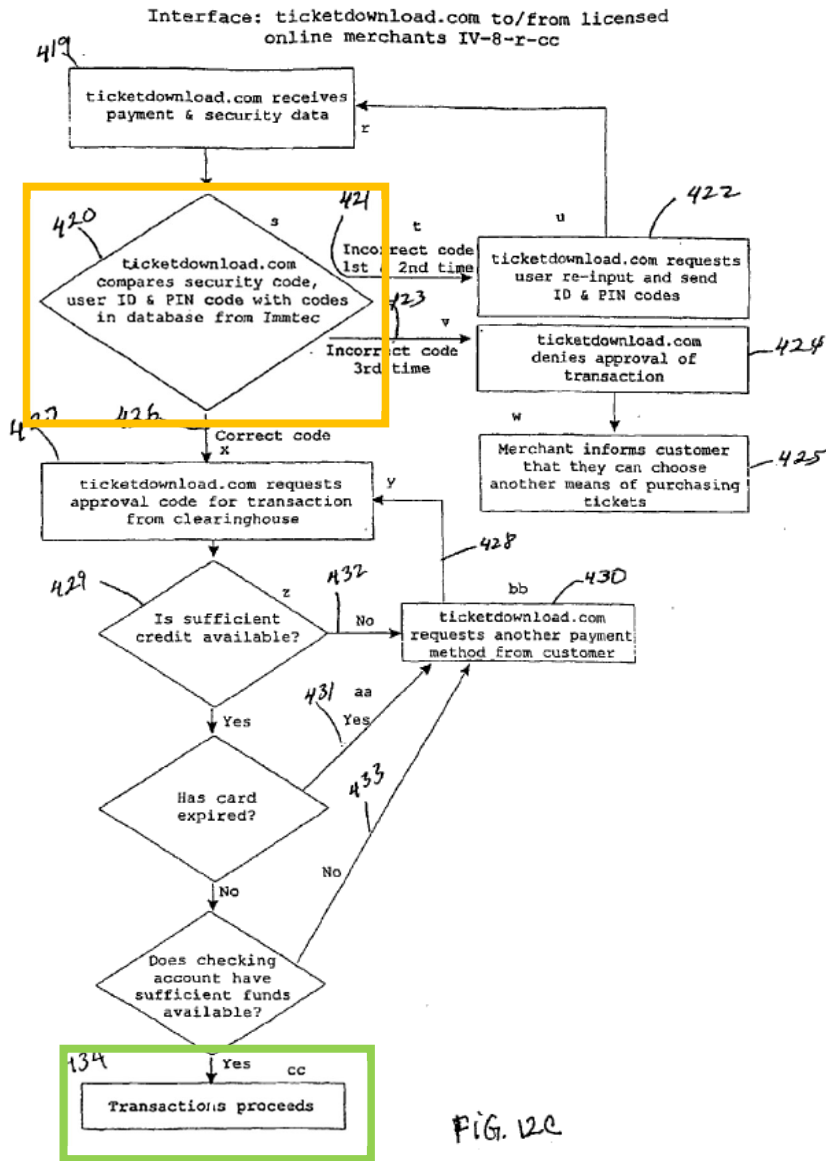 Interface: ticketdownload.com to/from licensed
online merchants IV-8-r-cc
419
ticketdownload.com receives
payment & security data
r
420
s
421
t
u
422
ticketdownload.com
compares security code,
user ID & PIN code with codes
in database from Immtec
Incorrect code
1st & 2nd time
ticketdownload.com requests
user re-input and send
ID & PIN codes
423
v
Incorrect code
3rd time
ticketdownload.com
denies approval of
transaction
424
w
426
Correct code
x
Merchant informs customer
that they can choose
another means of purchasing
tickets
425
427
ticketdownload.com requests
approval code for transaction
from clearinghouse
y
428
429
z
Is sufficient
credit available?
432
No
bb
430
ticketdownload.com
requests another payment
method from customer
Yes
431
aa
Yes
Has card
expired?
433
No
No
Does checking
account have
sufficient funds
available?
434
Yes
cc
Transactions proceeds
FIG. 12C